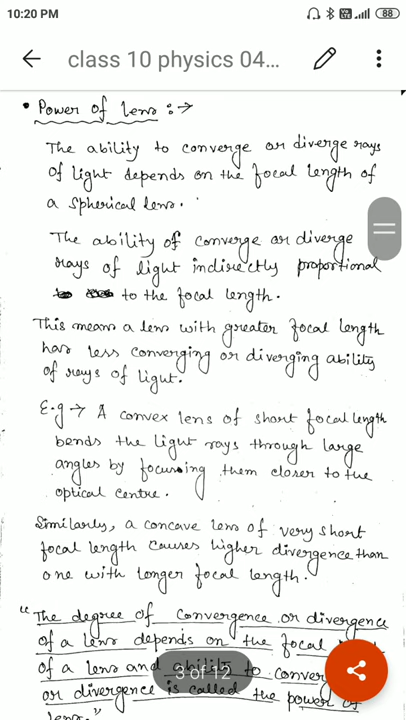 10:20 PM
88
class 10 physics 04...
• Power of lens :→
The ability to converge or diverge rays
of light depends on the focal length of
a spherical lens.
The ability of converge or diverge
rays of light indirectly proportional
to the focal length.
This means a lens with greater focal length
has less converging or diverging ability
of rays of light.
E.g → A convex lens of short focal length
bends the light rays through large
angles by focusing them closer to the
optical centre.
Similarly, a concave lens of very short
focal length causes higher divergence than
one with longer focal length.
"The degree of convergence or divergence
of a lens depends on the focal
of a lens and ability to conver
or divergence is called the power of
lens."
3 of 12